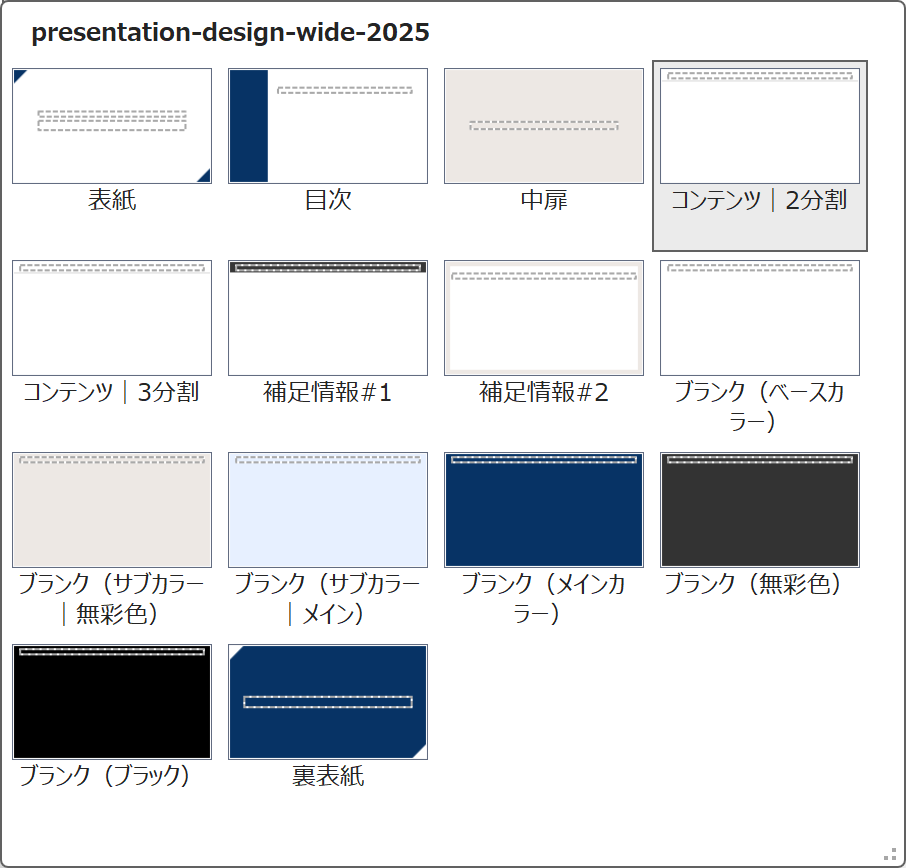 presentation-design-wide-2025
表紙
目次
中扉
コンテンツ｜2分割
コンテンツ｜3分割
補足情報#1
補足情報#2
ブランク（ベースカ
ラー）
ブランク（サブカラー
｜無彩色）
ブランク（サブカラー
｜メイン）
ブランク（メインカ
ラー）
ブランク（無彩色）
ブランク（ブラック）
裏表紙